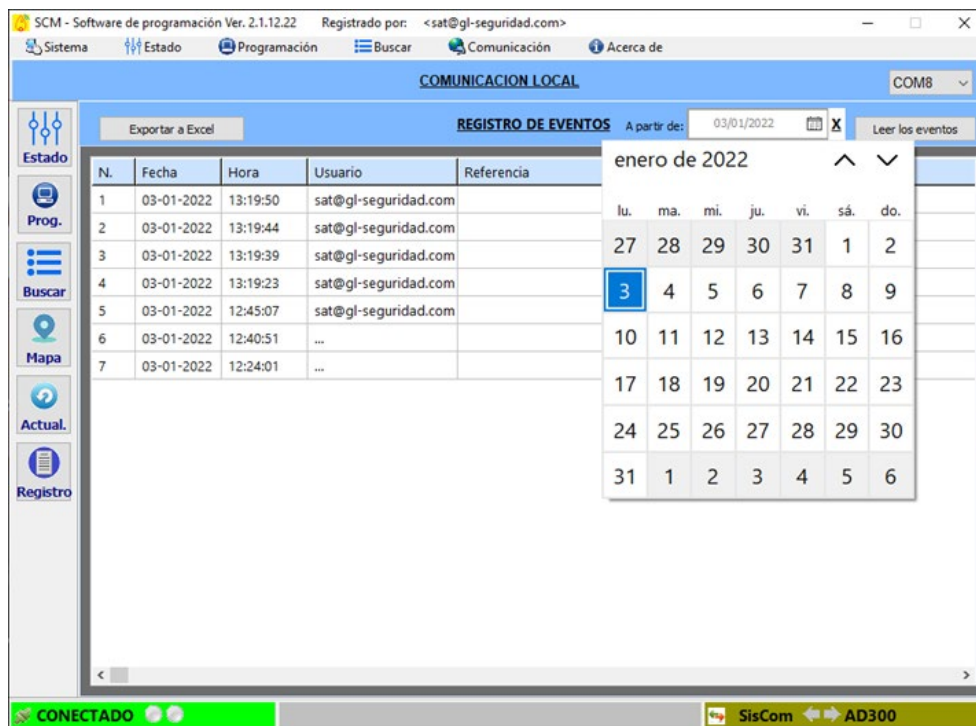 SCM - Software de programación Ver. 2.1.12.22 Registrado por: <sat@gl-seguridad.com>
Sistema Estado Programación Buscar Comunicación Acerca de
COMUNICACION LOCAL COM8
Estado
Prog.
Buscar
Mapa
Actual.
Registro
Exportar a Excel REGISTRO DE EVENTOS A partir de: 03/01/2022 X Leer los eventos
N. Fecha Hora Usuario Referencia
1 03-01-2022 13:19:50 sat@gl-seguridad.com
2 03-01-2022 13:19:44 sat@gl-seguridad.com
3 03-01-2022 13:19:39 sat@gl-seguridad.com
4 03-01-2022 13:19:23 sat@gl-seguridad.com
5 03-01-2022 12:45:07 sat@gl-seguridad.com
6 03-01-2022 12:40:51 ...
7 03-01-2022 12:24:01 ...
enero de 2022
lu. ma. mi. ju. vi. sá. do.
27 28 29 30 31 1 2
3 4 5 6 7 8 9
10 11 12 13 14 15 16
17 18 19 20 21 22 23
24 25 26 27 28 29 30
31 1 2 3 4 5 6
CONECTADO SisCom AD300